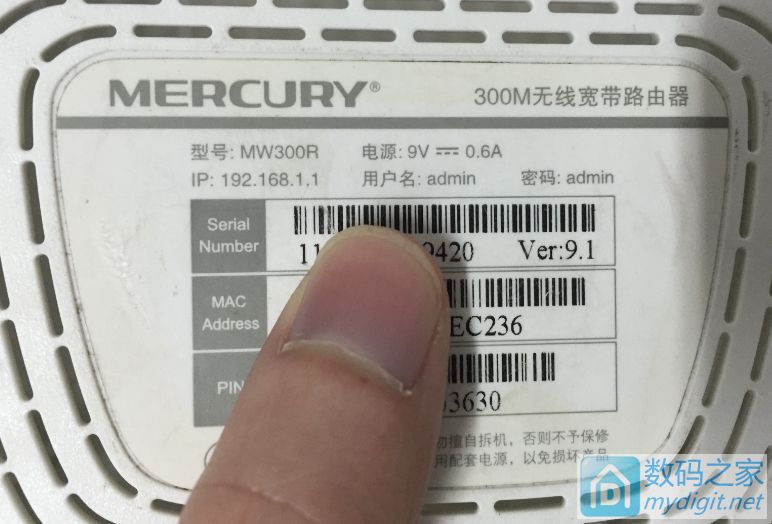 MERCURY® 300M无线宽带路由器
型号: MW300R 电源: 9V ⎓ 0.6A
IP: 192.168.1.1 用户名: admin 密码: admin
Serial
Number
11 9420 Ver:9.1
MAC
Address
EC236
PIN
3630
擅自拆机，否则不予保修
用配套电源，以免损坏产品
数码之家
mydigit.net